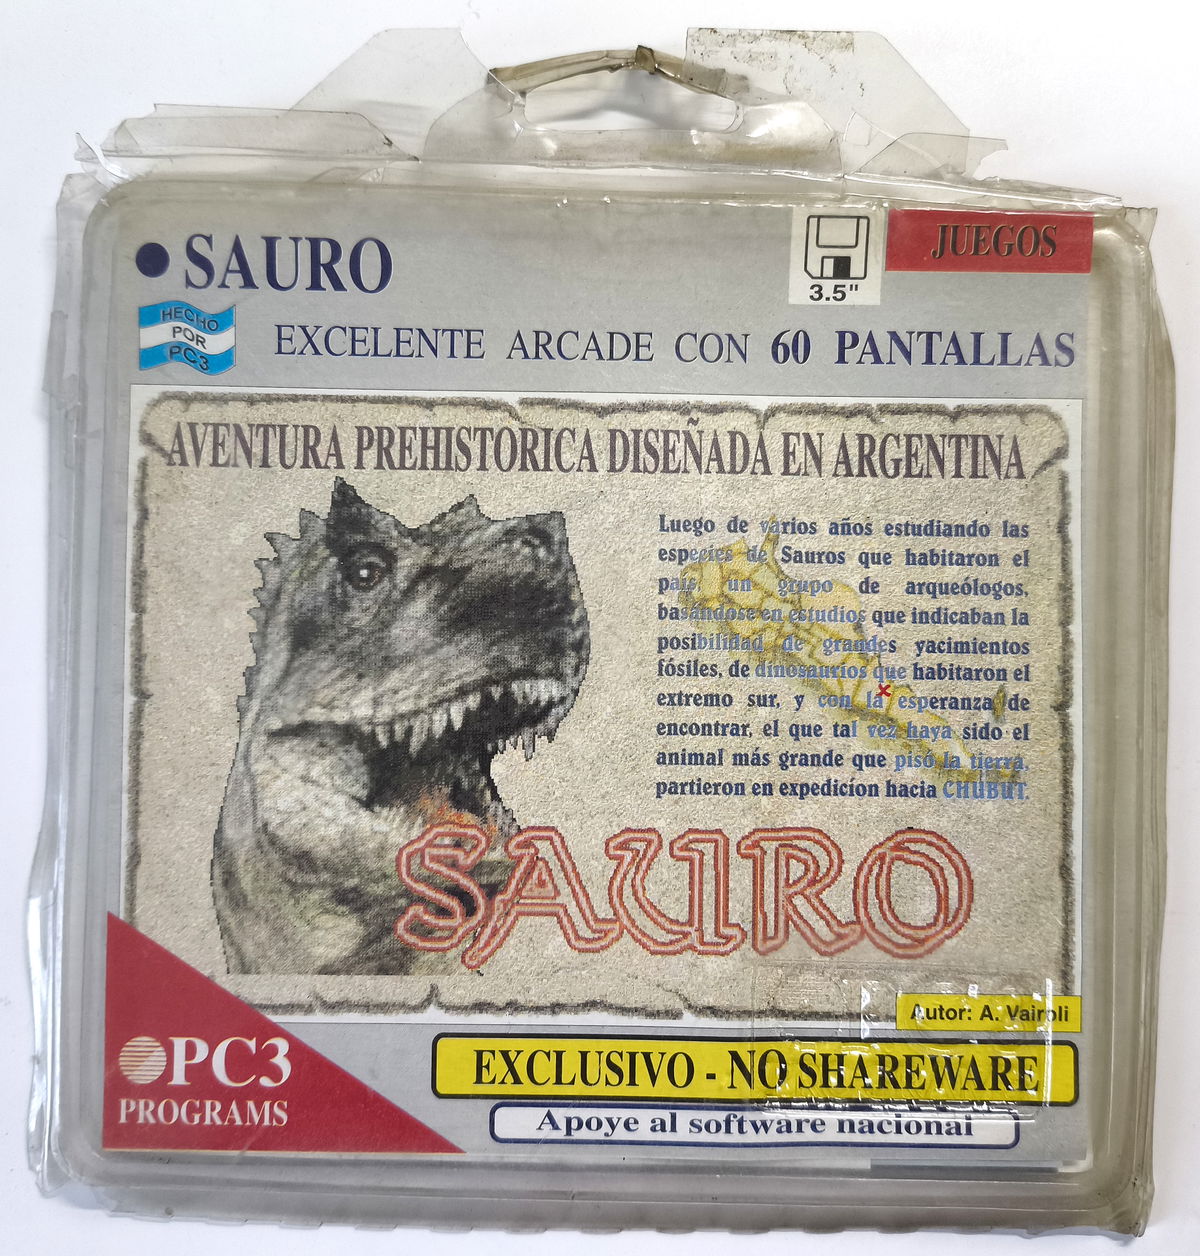 ● SAURO
3.5"
JUEGOS
HECHO
POR
PC3
EXCELENTE ARCADE CON 60 PANTALLAS
AVENTURA PREHISTORICA DISEÑADA EN ARGENTINA
Luego de varios años estudiando las
especies de Sauros que habitaron el
pais, un grupo de arqueólogos,
basándose en estudios que indicaban la
posibilidad de grandes yacimientos
fósiles, de dinosaurios que habitaron el
extremo sur, y con la esperanza de
encontrar, el que tal vez haya sido el
animal más grande que pisó la tierra,
partieron en expedicíon hacia CHUBUT.
SAURO
Autor: A. Vairoli
PC3
PROGRAMS
EXCLUSIVO - NO SHAREWARE
Apoye al software nacional